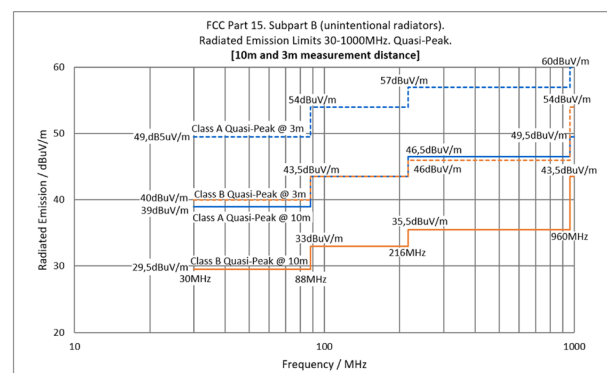 FCC Part 15. Subpart B (unintentional radiators).
Radiated Emission Limits 30-1000MHz. Quasi-Peak.
[10m and 3m measurement distance]
60
60dBuV/m
57dBuV/m
54dBuV/m
54dBuV/m
Class A Quasi-Peak @ 3m
49,dB5uV/m
50
49,5dBuV/m
46,5dBuV/m
43,5dBuV/m
46dBuV/m
43,5dBuV/m
40dBuV/m
Class B Quasi-Peak @ 3m
40
39dBuV/m
Class A Quasi-Peak @ 10m
35,5dBuV/m
33dBuV/m
216MHz
960MHz
30
29,5dBuV/m
Class B Quasi-Peak @ 10m
30MHz
88MHz
20
10
100
1000
Radiated Emission / dBuV/m
Frequency / MHz